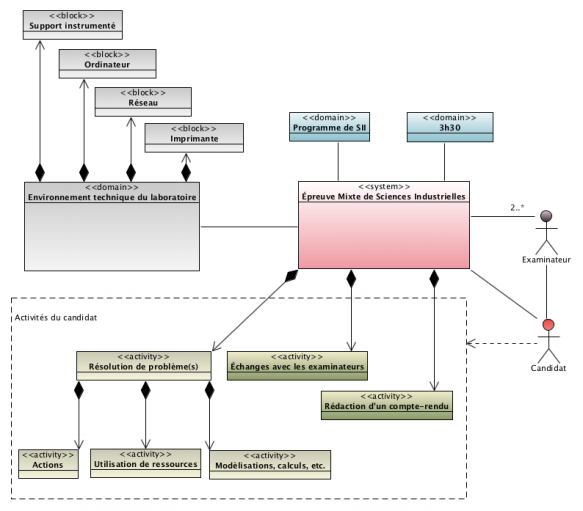 <<block>>
Support instrumenté
<<block>>
Ordinateur
<<block>>
Réseau
<<block>>
Imprimante
<<domain>>
Programme de SII
<<domain>>
3h30
<<domain>>
Environnement technique du laboratoire
<<system>>
Épreuve Mixte de Sciences Industrielles
2..*
Examinateur
Activités du candidat
Candidat
<<activity>>
Résolution de problème(s)
<<activity>>
Échanges avec les examinateurs
<<activity>>
Rédaction d'un compte-rendu
<<activity>>
Actions
<<activity>>
Utilisation de ressources
<<activity>>
Modèlisations, calculs, etc.